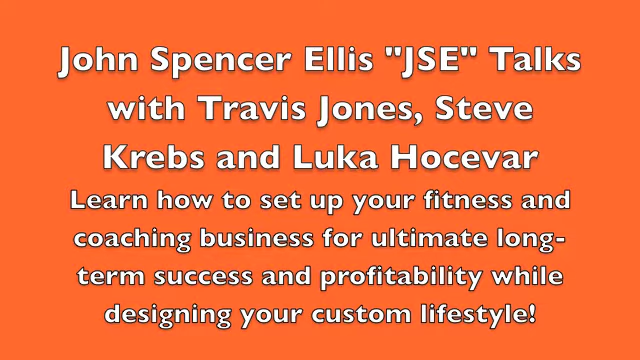 John Spencer Ellis "JSE" Talks
with Travis Jones, Steve
Krebs and Luka Hocevar
Learn how to set up your fitness and
coaching business for ultimate long-
term success and profitability while
designing your custom lifestyle!